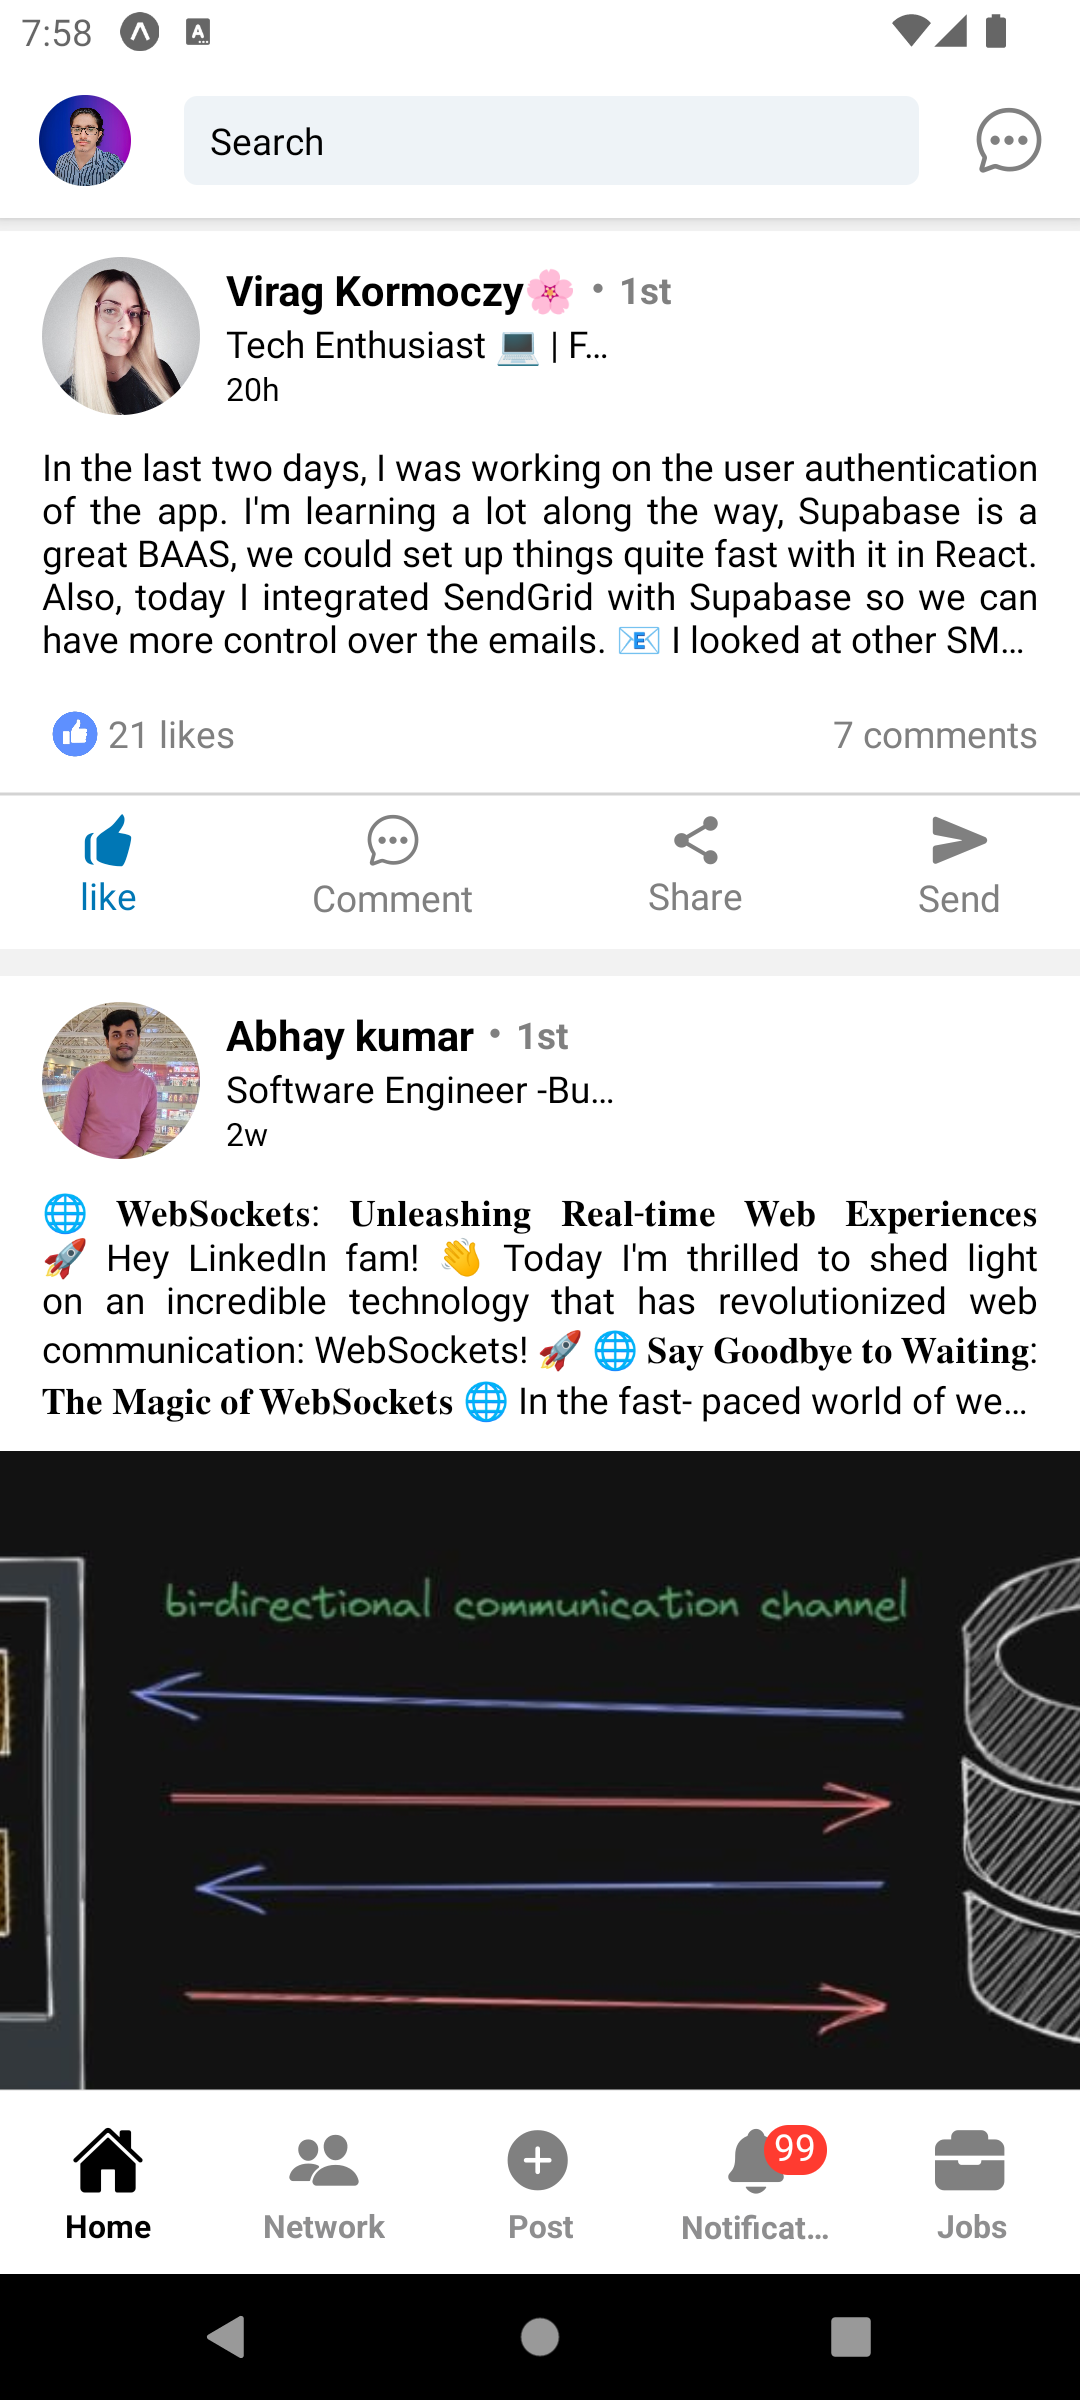 7:58
Search
Virag Kormoczy🌸 • 1st
Tech Enthusiast 💻 | F...
20h
In the last two days, I was working on the user authentication
of the app. I'm learning a lot along the way, Supabase is a
great BAAS, we could set up things quite fast with it in React.
Also, today I integrated SendGrid with Supabase so we can
have more control over the emails. 📧 I looked at other SM...
21 likes 7 comments
like Comment Share Send
Abhay kumar • 1st
Software Engineer -Bu...
2w
🌐 𝐖𝐞𝐛𝐒𝐨𝐜𝐤𝐞𝐭𝐬: 𝐔𝐧𝐥𝐞𝐚𝐬𝐡𝐢𝐧𝐠 𝐑𝐞𝐚𝐥-𝐭𝐢𝐦𝐞 𝐖𝐞𝐛 𝐄𝐱𝐩𝐞𝐫𝐢𝐞𝐧𝐜𝐞𝐬
🚀 Hey LinkedIn fam! 👋 Today I'm thrilled to shed light
on an incredible technology that has revolutionized web
communication: WebSockets! 🚀 🌐 𝐒𝐚𝐲 𝐆𝐨𝐨𝐝𝐛𝐲𝐞 𝐭𝐨 𝐖𝐚𝐢𝐭𝐢𝐧𝐠:
𝐓𝐡𝐞 𝐌𝐚𝐠𝐢𝐜 𝐨𝐟 𝐖𝐞𝐛𝐒𝐨𝐜𝐤𝐞𝐭𝐬 🌐 In the fast- paced world of we...
bi-directional communication channel
99
Home Network Post Notificat... Jobs